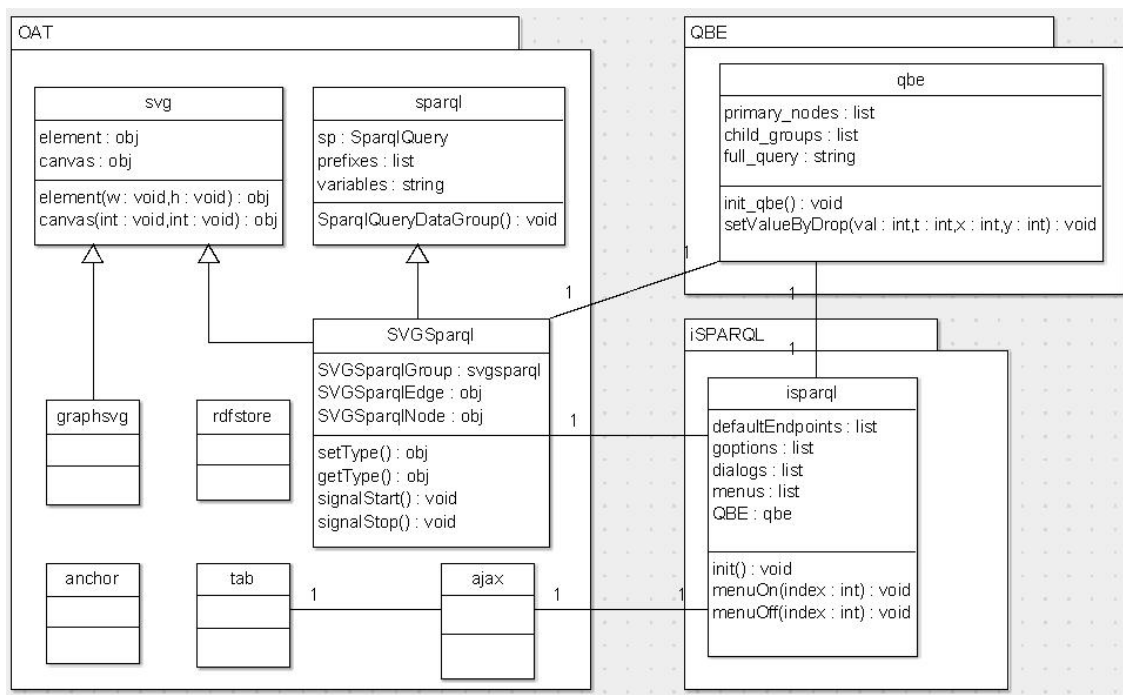 OAT
svg
element : obj
canvas : obj
element(w : void,h : void) : obj
canvas(int : void,int : void) : obj
sparql
sp : SparqlQuery
prefixes : list
variables : string
SparqlQueryDataGroup() : void
SVGSparql
SVGSparqlGroup : svgsparql
SVGSparqlEdge : obj
SVGSparqlNode : obj
setType() : obj
getType() : obj
signalStart() : void
signalStop() : void
graphsvg
rdfstore
anchor
tab
1
ajax
1
1
1
1
1
QBE
qbe
primary_nodes : list
child_groups : list
full_query : string
init_qbe() : void
setValueByDrop(val : int,t : int,x : int,y : int) : void
1
iSPARQL
1
isparql
defaultEndpoints : list
goptions : list
dialogs : list
menus : list
QBE : qbe
init() : void
menuOn(index : int) : void
menuOff(index : int) : void